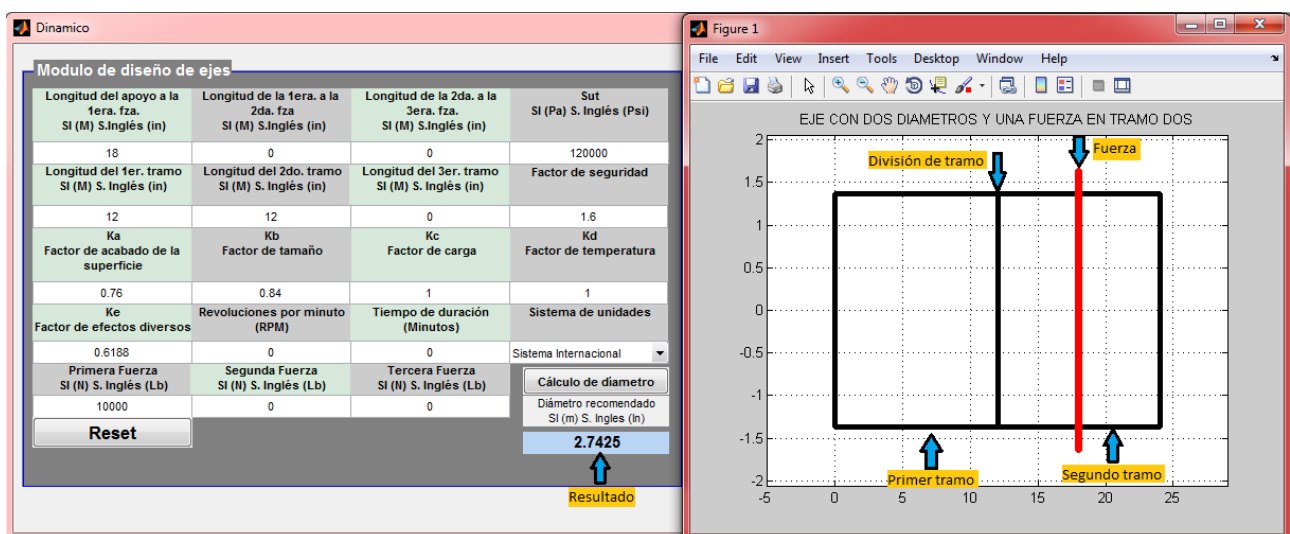 Dinamico
Modulo de diseño de ejes
Longitud del apoyo a la
1era. fza.
SI (M) S.Inglés (in)
Longitud de la 1era. a la
2da. fza
SI (M) S.Inglés (in)
Longitud de la 2da. a la
3era. fza.
SI (M) S.Inglés (in)
Sut
SI (Pa) S. Inglés (Psi)
18
0
0
120000
Longitud del 1er. tramo
SI (M) S. Inglés (in)
Longitud del 2do. tramo
SI (M) S. Inglés (in)
Longitud del 3er. tramo
SI (M) S. Inglés (in)
Factor de seguridad
12
12
0
1.6
Ka
Factor de acabado de la
superficie
Kb
Factor de tamaño
Kc
Factor de carga
Kd
Factor de temperatura
0.76
0.84
1
1
Ke
Factor de efectos diversos
Revoluciones por minuto
(RPM)
Tiempo de duración
(Minutos)
Sistema de unidades
0.6188
0
0
Sistema Internacional
Primera Fuerza
SI (N) S. Inglés (Lb)
Segunda Fuerza
SI (N) S. Inglés (Lb)
Tercera Fuerza
SI (N) S. Inglés (Lb)
Cálculo de díametro
10000
0
0
Diámetro recomendado
SI (m) S. Ingles (In)
Reset
2.7425
Resultado
Figure 1
File Edit View Insert Tools Desktop Window Help
EJE CON DOS DIAMETROS Y UNA FUERZA EN TRAMO DOS
2
1.5
1
0.5
0
-0.5
-1
-1.5
-2
División de tramo
Fuerza
Primer tramo
Segundo tramo
-5 0 5 10 15 20 25